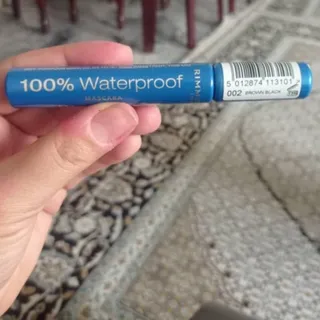 100% Waterproof
MASCARA
RIMMEL
5 012874 113101
002 BROWN BLACK